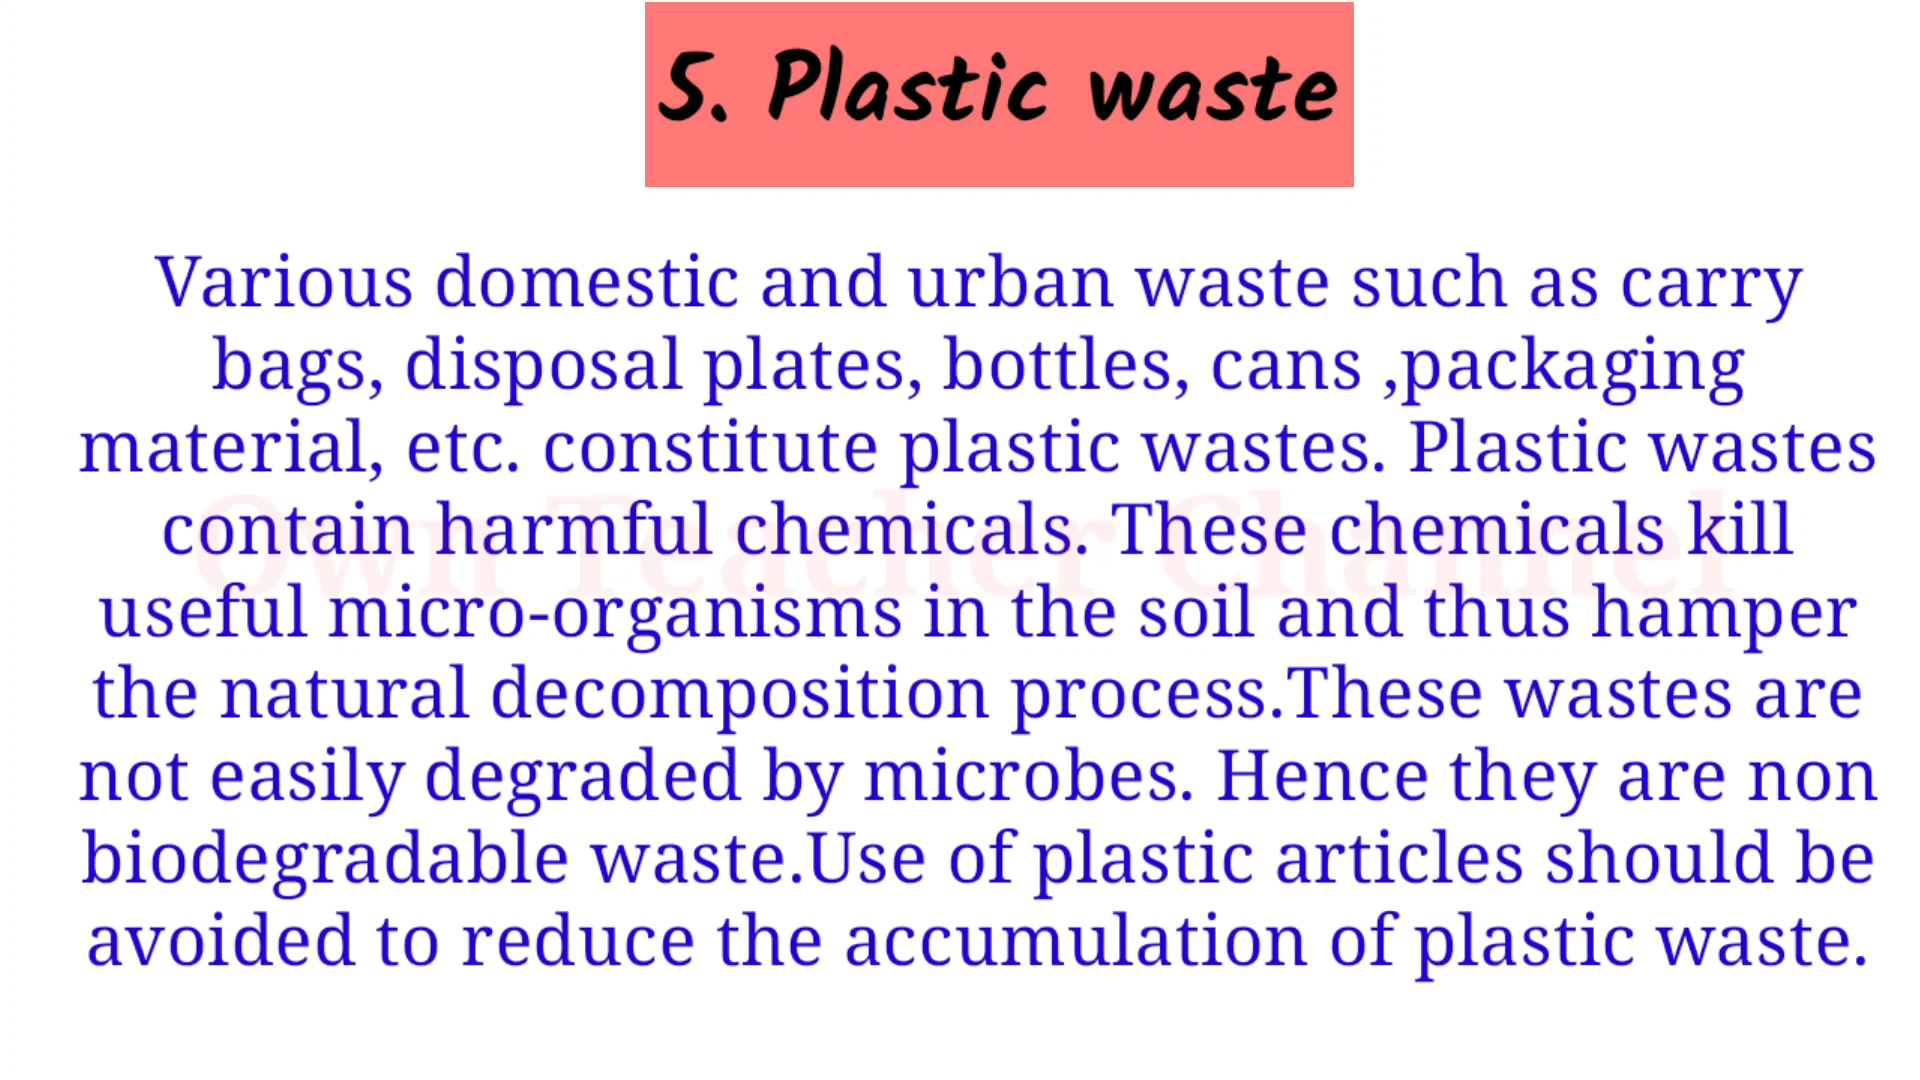 5. Plastic waste
Various domestic and urban waste such as carry
bags, disposal plates, bottles, cans ,packaging
material, etc. constitute plastic wastes. Plastic wastes
contain harmful chemicals. These chemicals kill
Own Teacher Channel
useful micro-organisms in the soil and thus hamper
the natural decomposition process.These wastes are
not easily degraded by microbes. Hence they are non
biodegradable waste.Use of plastic articles should be
avoided to reduce the accumulation of plastic waste.